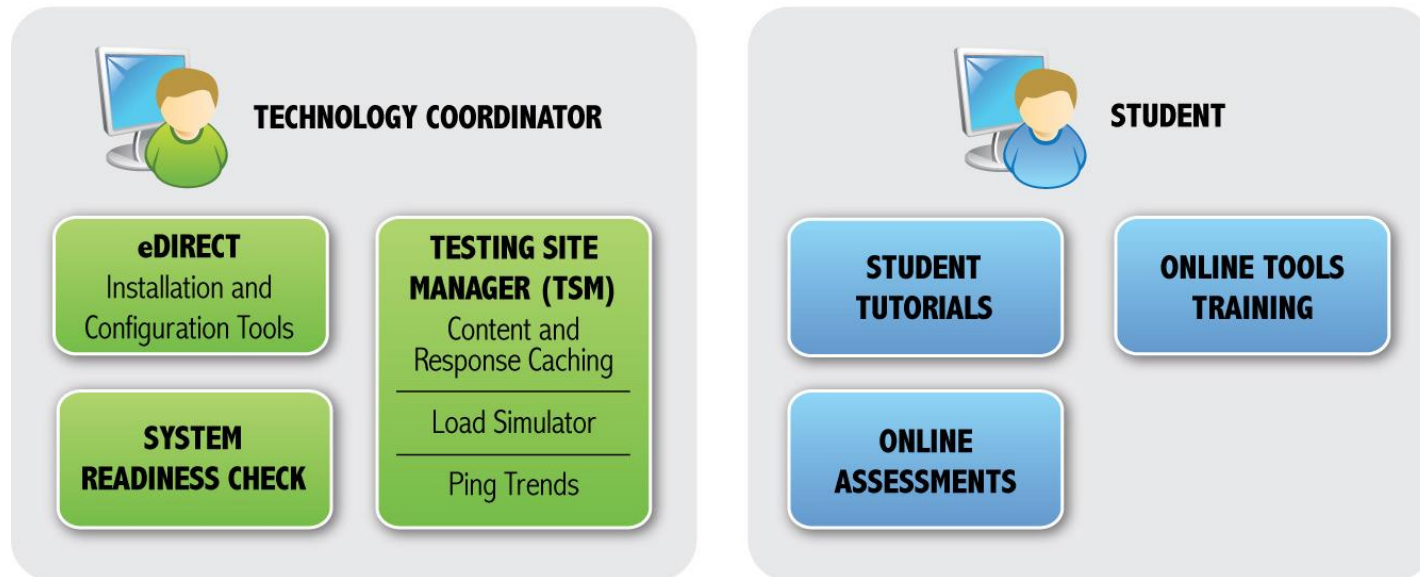 TECHNOLOGY COORDINATOR
eDIRECT
Installation and
Configuration Tools
SYSTEM
READINESS CHECK
TESTING SITE
MANAGER (TSM)
Content and
Response Caching
Load Simulator
Ping Trends
STUDENT
STUDENT
TUTORIALS
ONLINE TOOLS
TRAINING
ONLINE
ASSESSMENTS